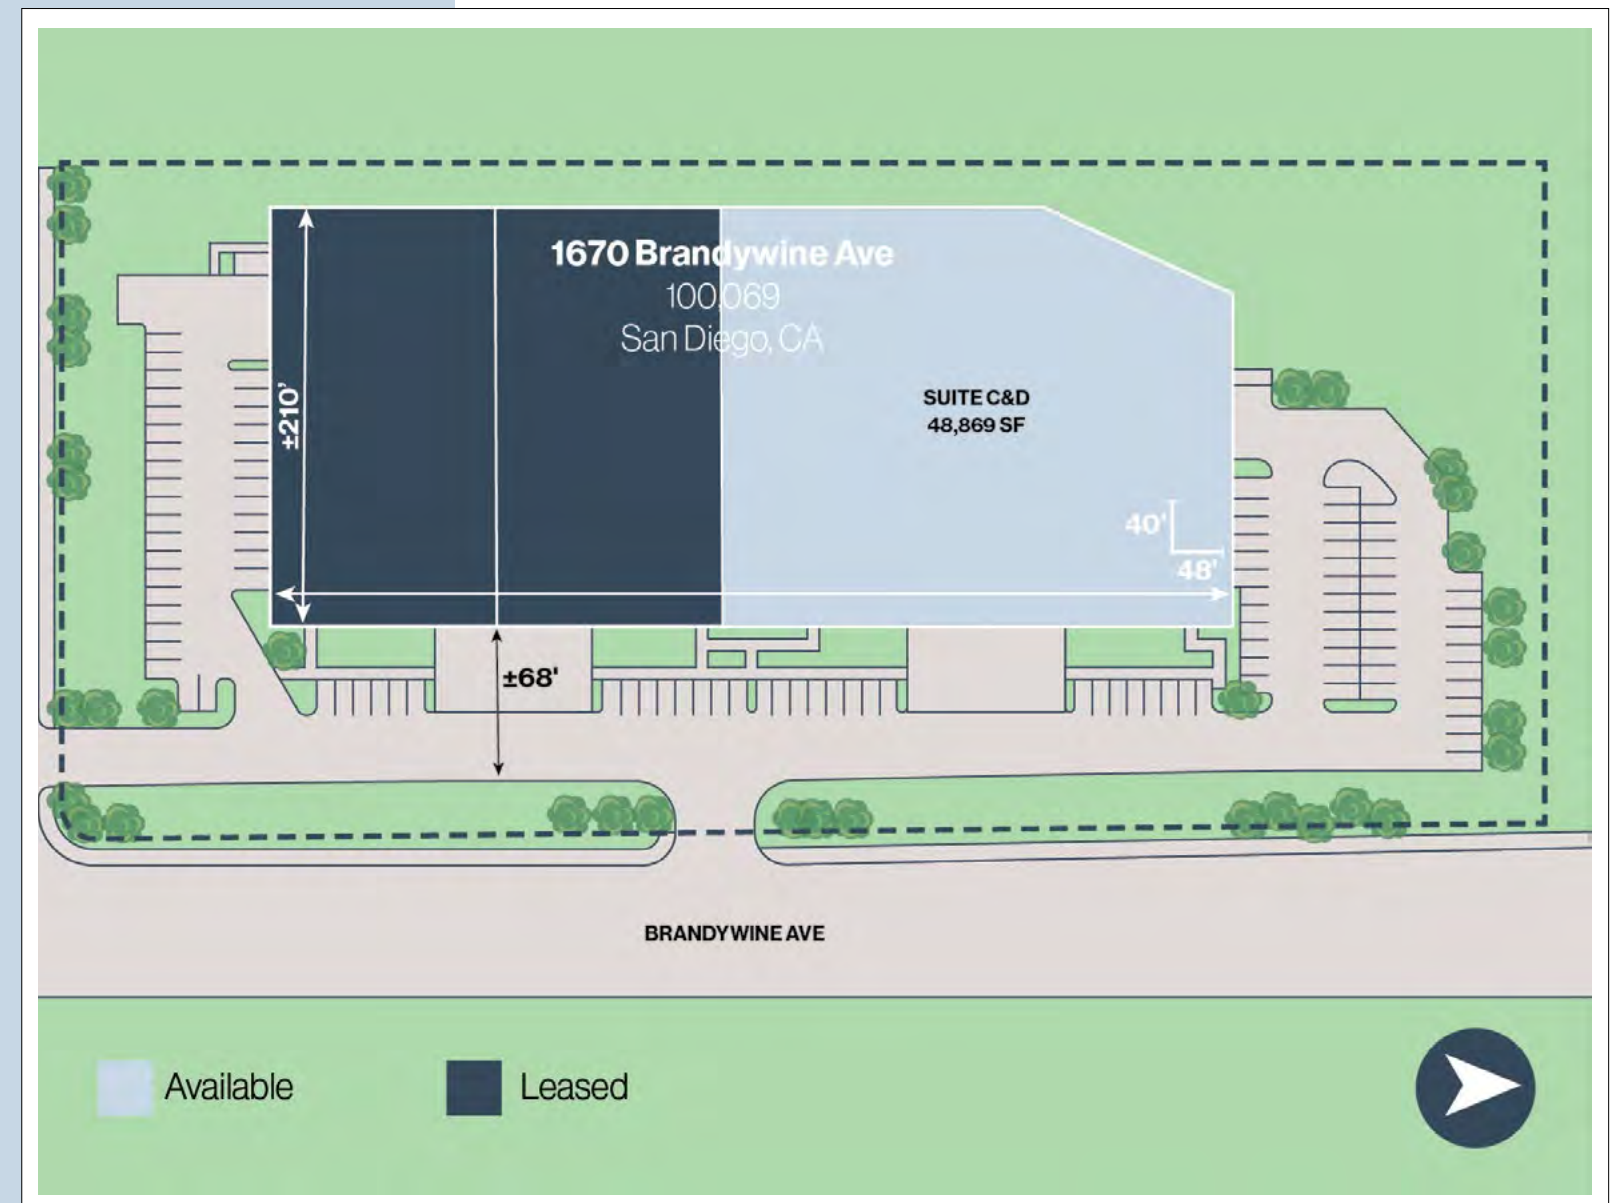 1670 Brandywine Ave
100,069
San Diego, CA
SUITE C&D
48,869 SF
±210'
40'
48'
±68'
BRANDYWINE AVE
Available
Leased